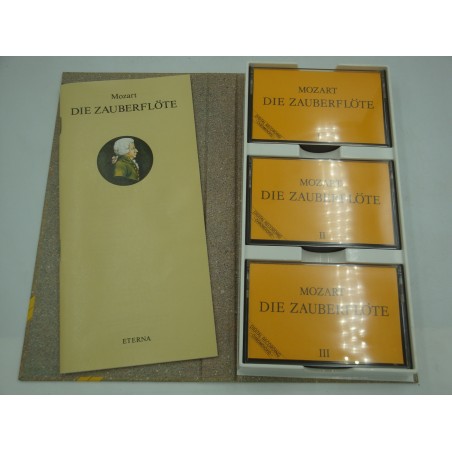 Mozart
DIE ZAUBERFLÖTE
ETERNA
MOZART
DIE ZAUBERFLÖTE
MOZART
DIE ZAUBERFLÖTE
II
MOZART
DIE ZAUBERFLÖTE
III